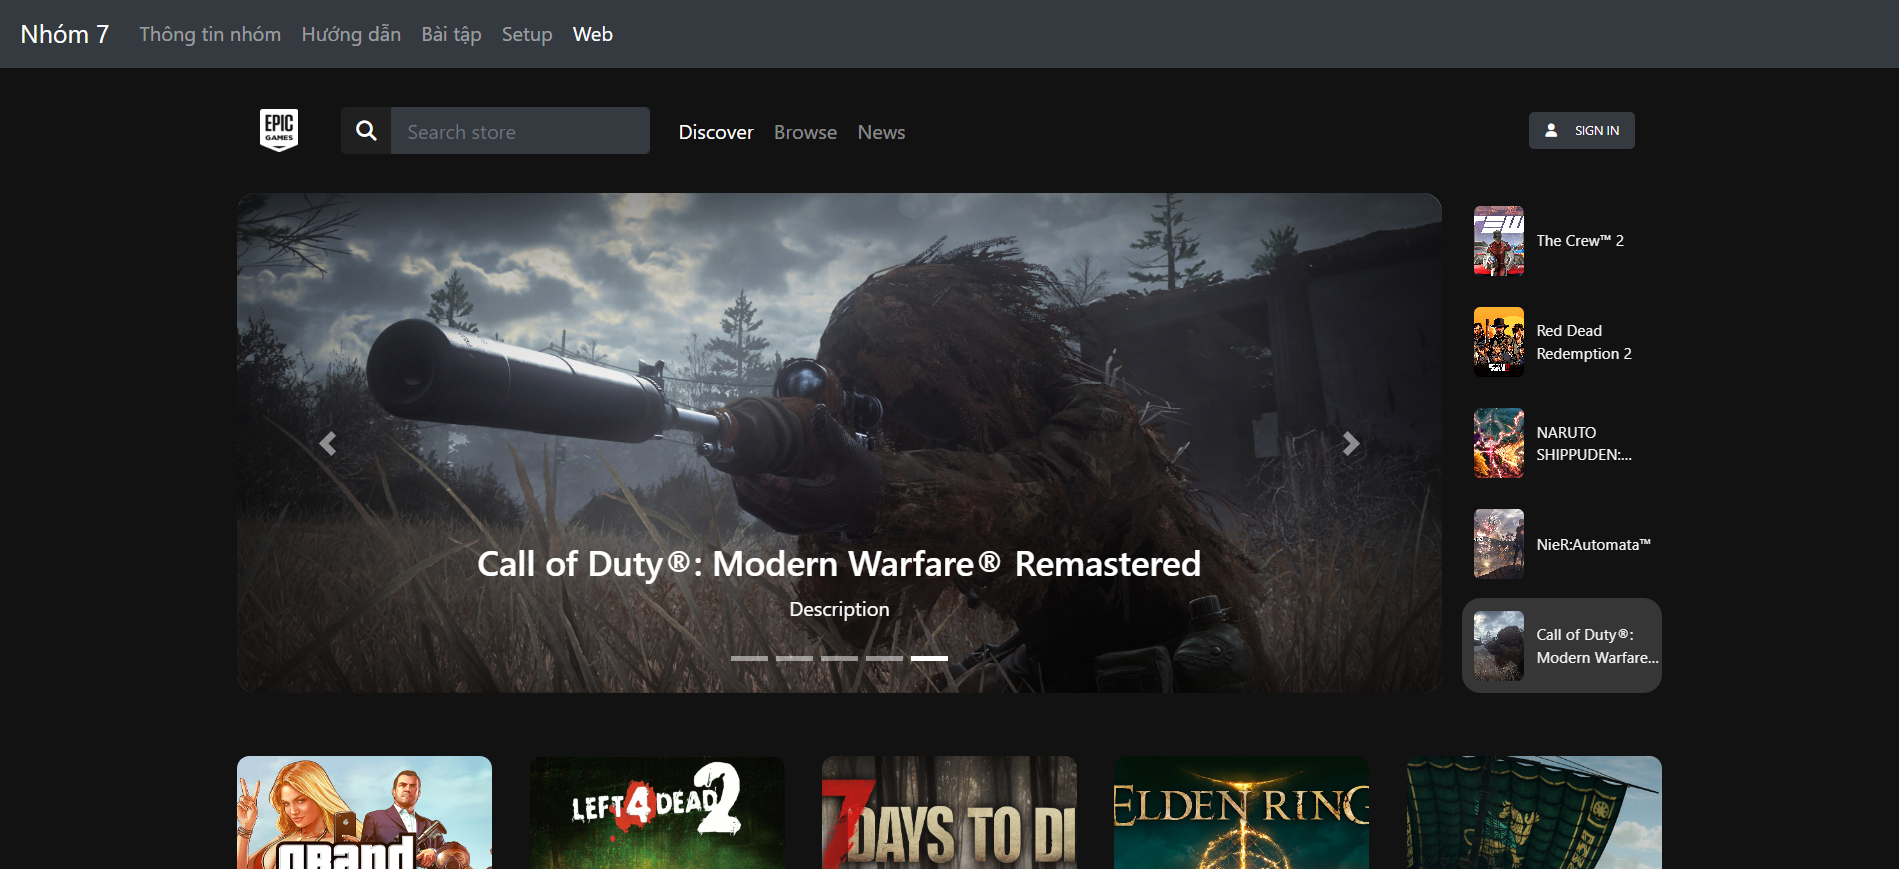 Nhóm 7
Thông tin nhóm
Hướng dẫn
Bài tập
Setup
Web
EPIC
GAMES
Search store
Discover
Browse
News
SIGN IN
Call of Duty®: Modern Warfare® Remastered
Description
The Crew™ 2
Red Dead
Redemption 2
NARUTO
SHIPPUDEN:...
NieR:Automata™
Call of Duty®:
Modern Warfare...
Grand
LEFT 4 DEAD 2
7 DAYS TO DI
ELDEN RING